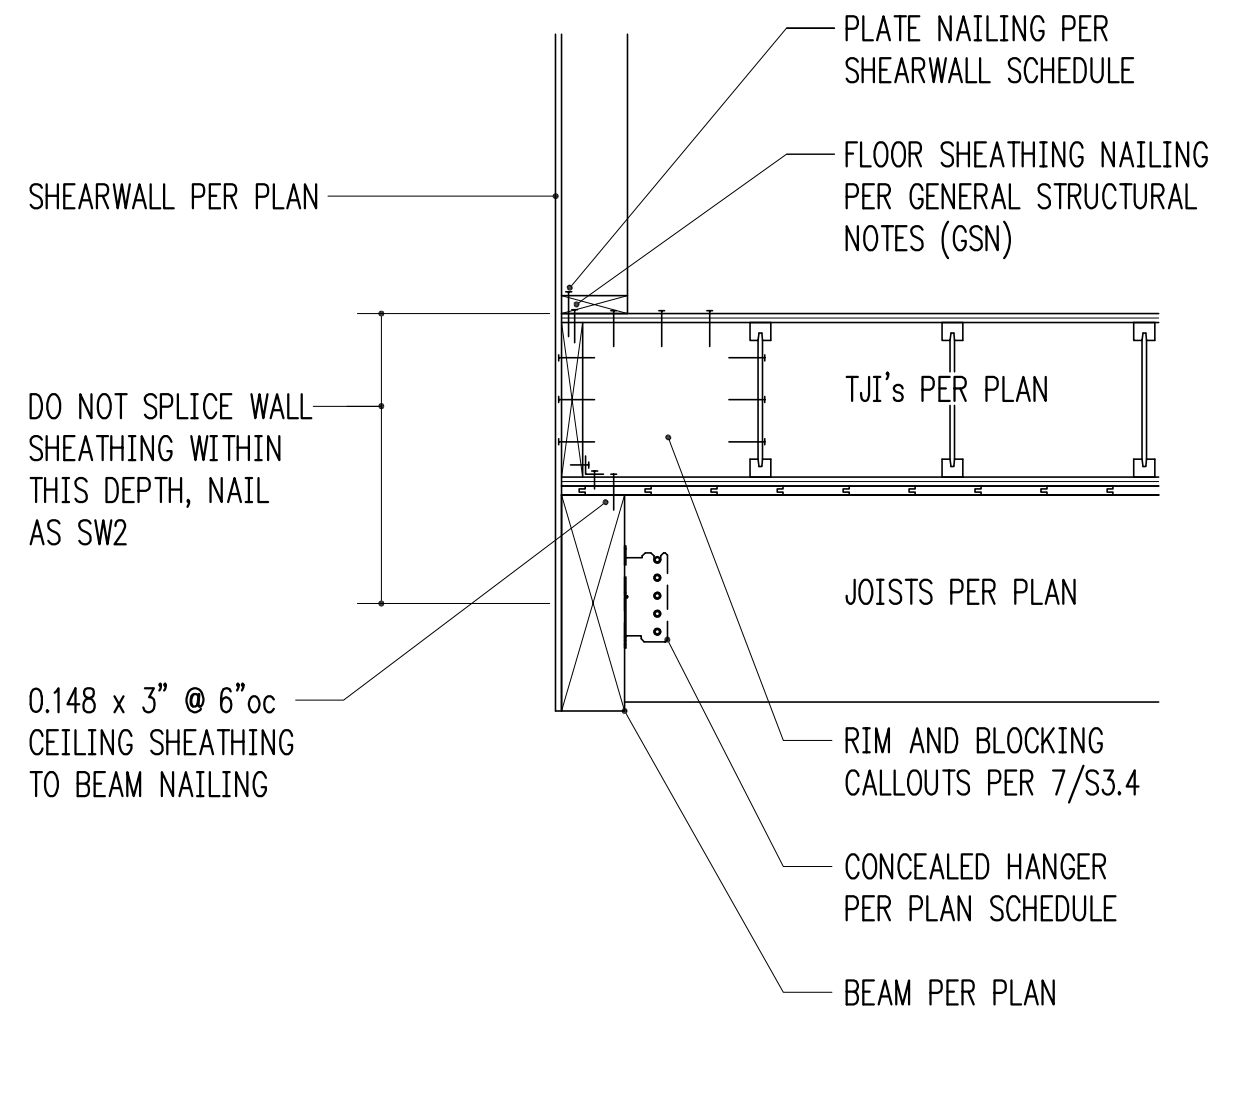 PLATE NAILING PER
SHEARWALL SCHEDULE
FLOOR SHEATHING NAILING
PER GENERAL STRUCTURAL
NOTES (GSN)
SHEARWALL PER PLAN
TJI's PER PLAN
DO NOT SPLICE WALL
SHEATHING WITHIN
THIS DEPTH, NAIL
AS SW2
JOISTS PER PLAN
0.148 x 3" @ 6"oc
CEILING SHEATHING
TO BEAM NAILING
RIM AND BLOCKING
CALLOUTS PER 7/S3.4
CONCEALED HANGER
PER PLAN SCHEDULE
BEAM PER PLAN